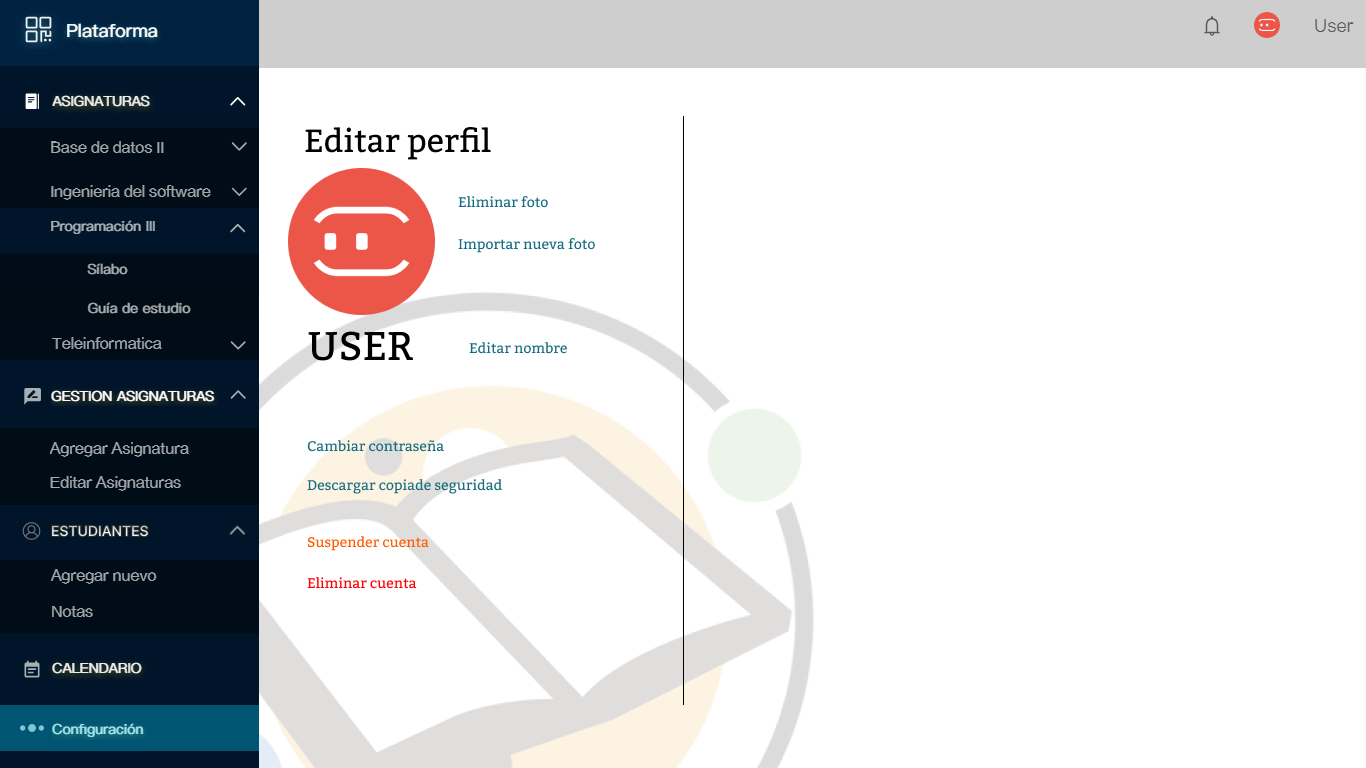 Plataforma
User
ASIGNATURAS
Base de datos II
Ingenieria del software
Programación III
Sílabo
Guía de estudio
Teleinformatica
GESTION ASIGNATURAS
Agregar Asignatura
Editar Asignaturas
ESTUDIANTES
Agregar nuevo
Notas
CALENDARIO
Configuración
Editar perfil
Eliminar foto
Importar nueva foto
USER
Editar nombre
Cambiar contraseña
Descargar copiade seguridad
Suspender cuenta
Eliminar cuenta